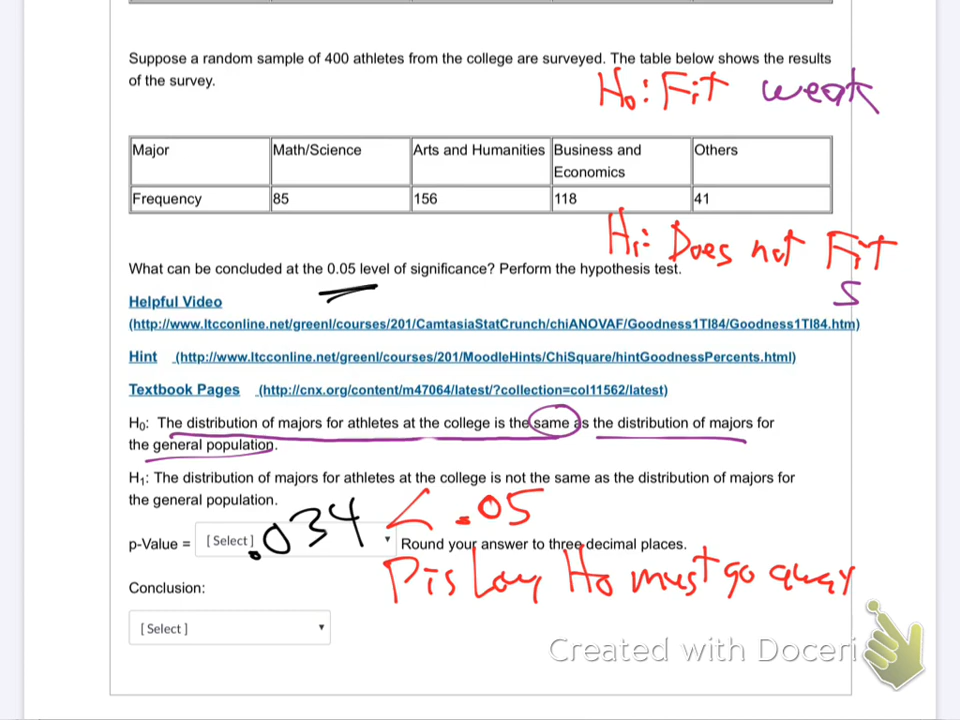 Suppose a random sample of 400 athletes from the college are surveyed. The table below shows the results
of the survey.
Ho: Fit weak
Major Math/Science Arts and Humanities Business and Economics Others
Frequency 85 156 118 41
H1: Does not Fit
What can be concluded at the 0.05 level of significance? Perform the hypothesis test.
S
Helpful Video
(http://www.ltcconline.net/greenl/courses/201/CamtasiaStatCrunch/chiANOVAF/Goodness1TI84/Goodness1TI84.htm)
Hint (http://www.ltcconline.net/greenl/courses/201/MoodleHints/ChiSquare/hintGoodnessPercents.html)
Textbook Pages (http://cnx.org/content/m47064/latest/?collection=col11562/latest)
H0: The distribution of majors for athletes at the college is the same as the distribution of majors for
the general population.
H1: The distribution of majors for athletes at the college is not the same as the distribution of majors for
the general population.
.034 < .05
p-Value = [ Select ] Round your answer to three decimal places.
P is Low Ho must go away
Conclusion:
[ Select ]
Created with Doceri